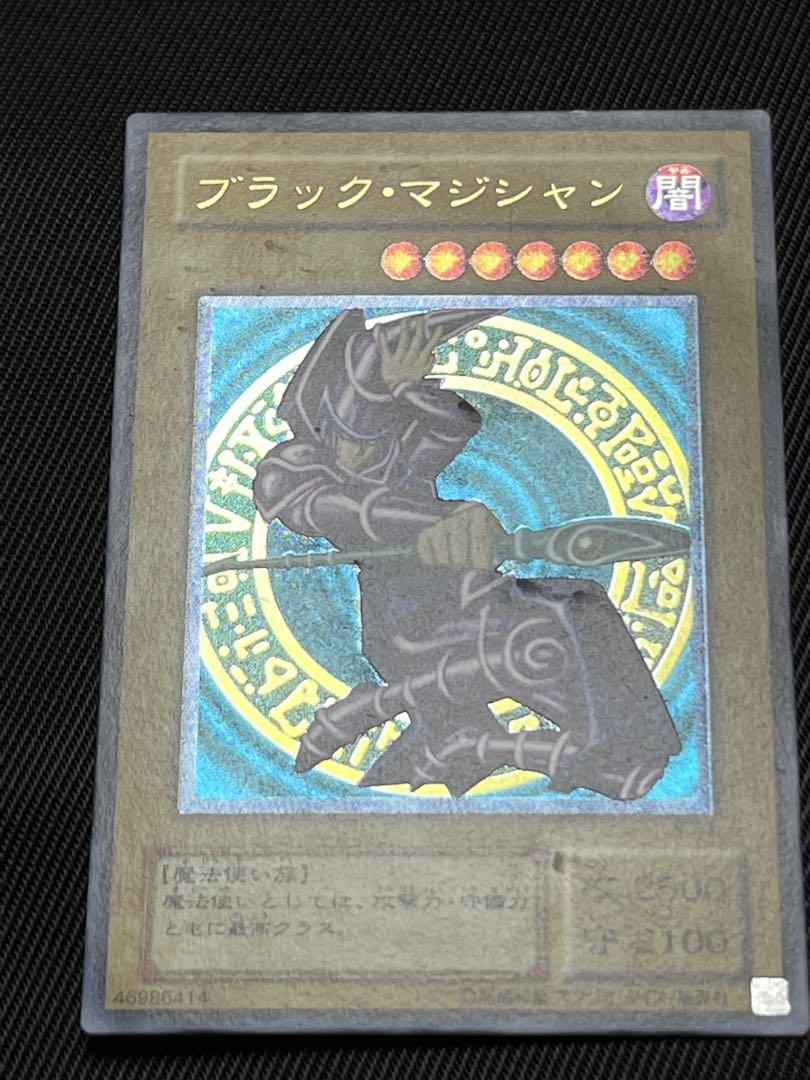 ブラック・マジシャン
闇
[魔法使い族]
魔法使いとしては、攻撃力・守備力
ともに最高クラス。
攻 2500
守 2100
46986414